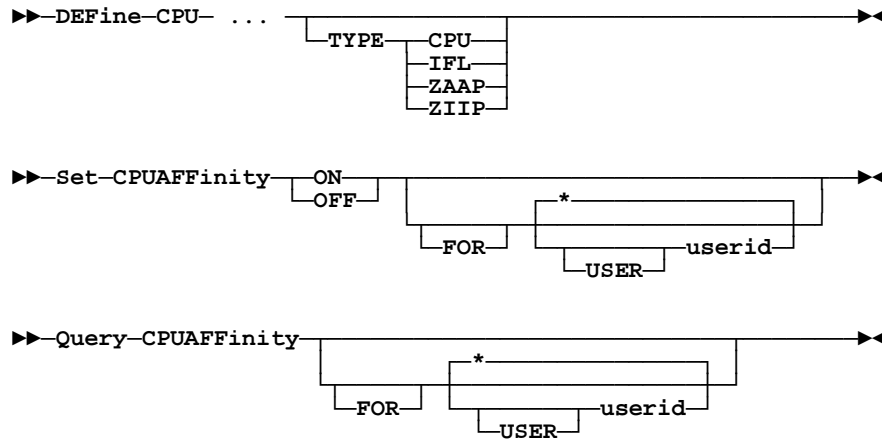 DEFine CPU ...
TYPE CPU
IFL
ZAAP
ZIIP
Set CPUAFFinity ON
OFF
*
FOR userid
USER
Query CPUAFFinity
*
FOR userid
USER